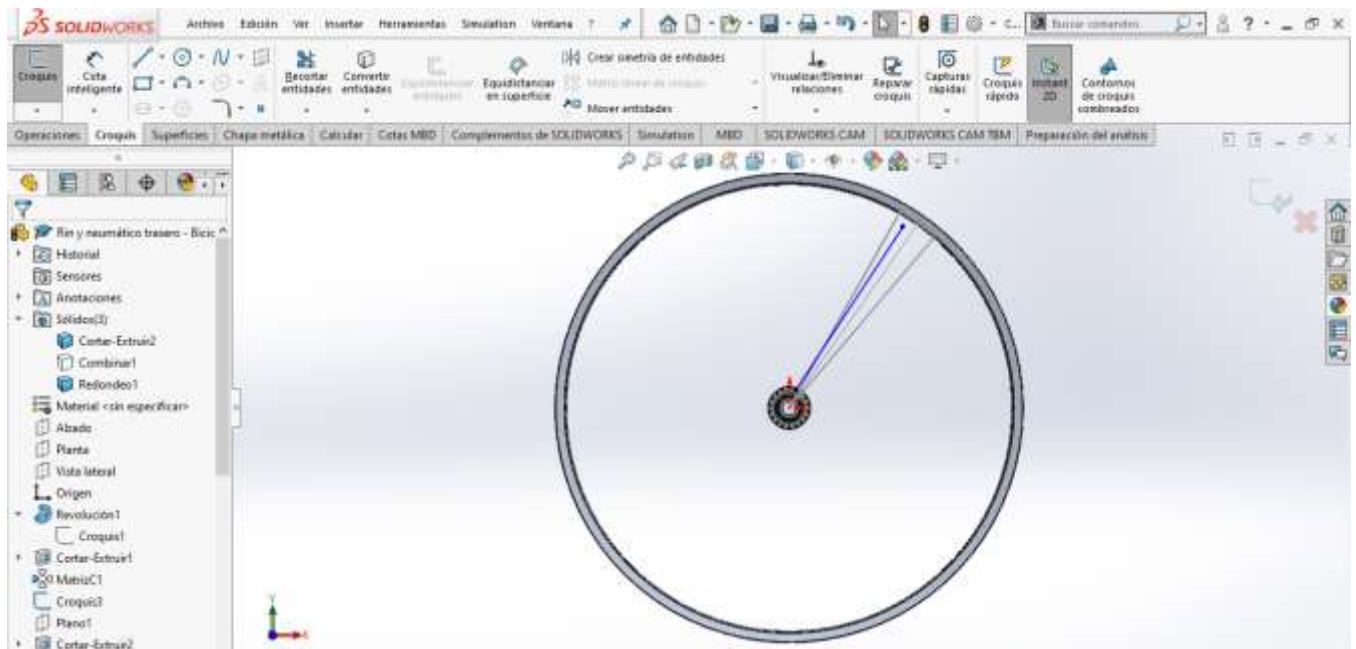 SOLIDWORKS Archivo Edición Ver Insertar Herramientas Simulation Ventana ? C... Buscar comandos ?
Croquis
Cota inteligente
Recortar entidades
Convertir entidades
Equidistanciar en superficie
Crear simetría de entidades
Mover entidades
Visualizar/Eliminar relaciones
Reparar croquis
Capturas rápidas
Croquis rápido
Instant 2D
Contornos de croquis sombreados
Operaciones Croquis Superficies Chapa metálica Calcular Cotas MBD Complementos de SOLIDWORKS Simulation MBD SOLIDWORKS CAM SOLIDWORKS CAM TBM Preparación del análisis
Rin y neumático trasero - Bicic
Historial
Sensores
Anotaciones
Sólidos(3)
Cortar-Extruir2
Combinar1
Redondeo1
Material <sin especificar>
Alzado
Planta
Vista lateral
Origen
Revolución1
Croquis1
Cortar-Extruir1
MatrizC1
Croquis3
Plano1
Cortar-Extruir2
Y
X